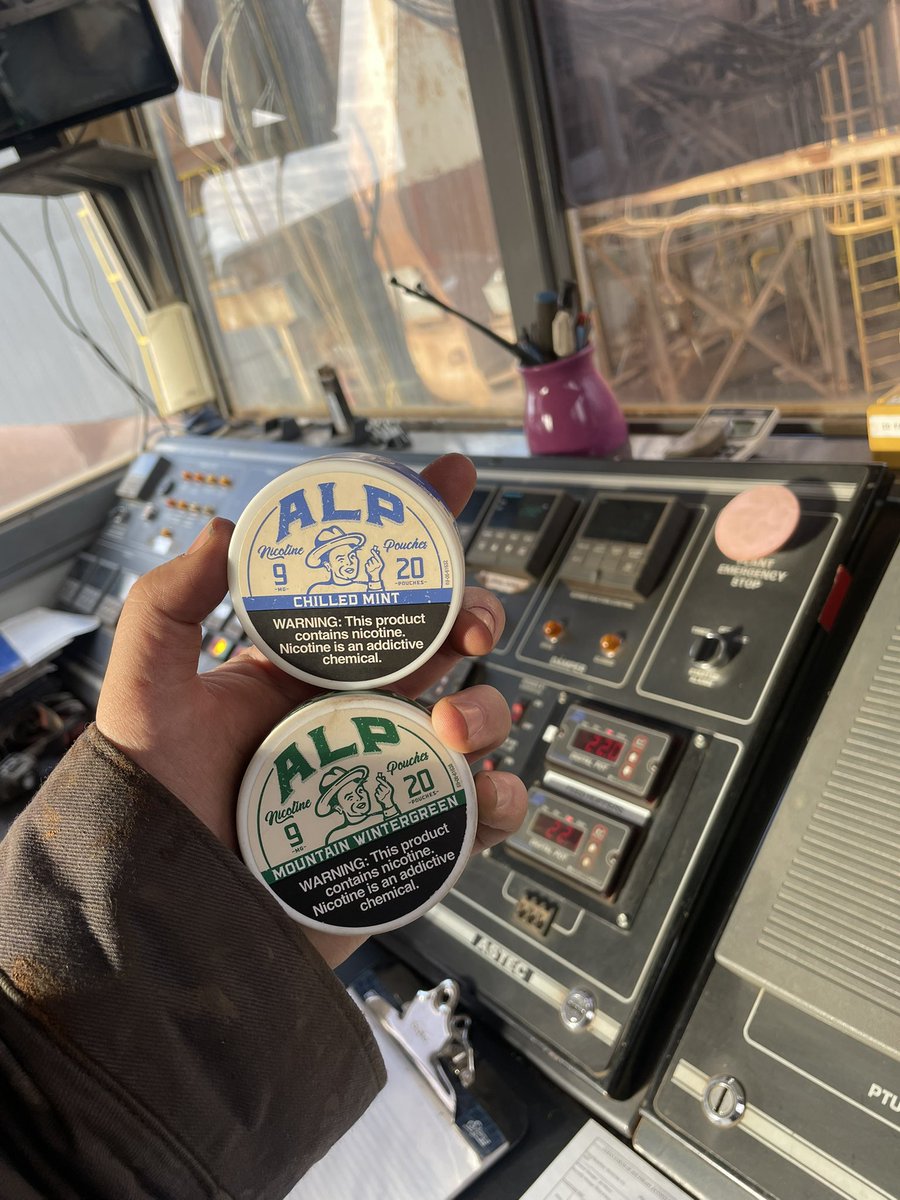 ALP
Nicotine Pouches
9 20
-MG- -POUCHES-
CHILLED MINT
WARNING: This product
contains nicotine.
Nicotine is an addictive
chemical.
ALP
Nicotine Pouches
9 20
-MG- -POUCHES-
MOUNTAIN WINTERGREEN
WARNING: This product
contains nicotine.
Nicotine is an addictive
chemical.
EMERGENCY
STOP
DAMPER
ASTEC
PTU